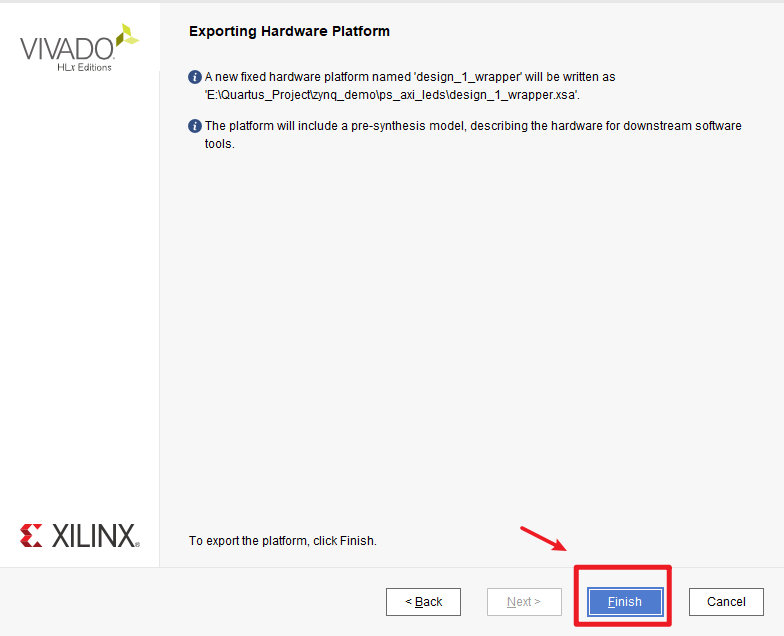 VIVADO
HLx Editions
Exporting Hardware Platform
A new fixed hardware platform named 'design_1_wrapper' will be written as
'E:\Quartus_Project\zynq_demo\ps_axi_leds\design_1_wrapper.xsa'.
The platform will include a pre-synthesis model, describing the hardware for downstream software
tools.
XILINX
To export the platform, click Finish.
< Back Next > Finish Cancel